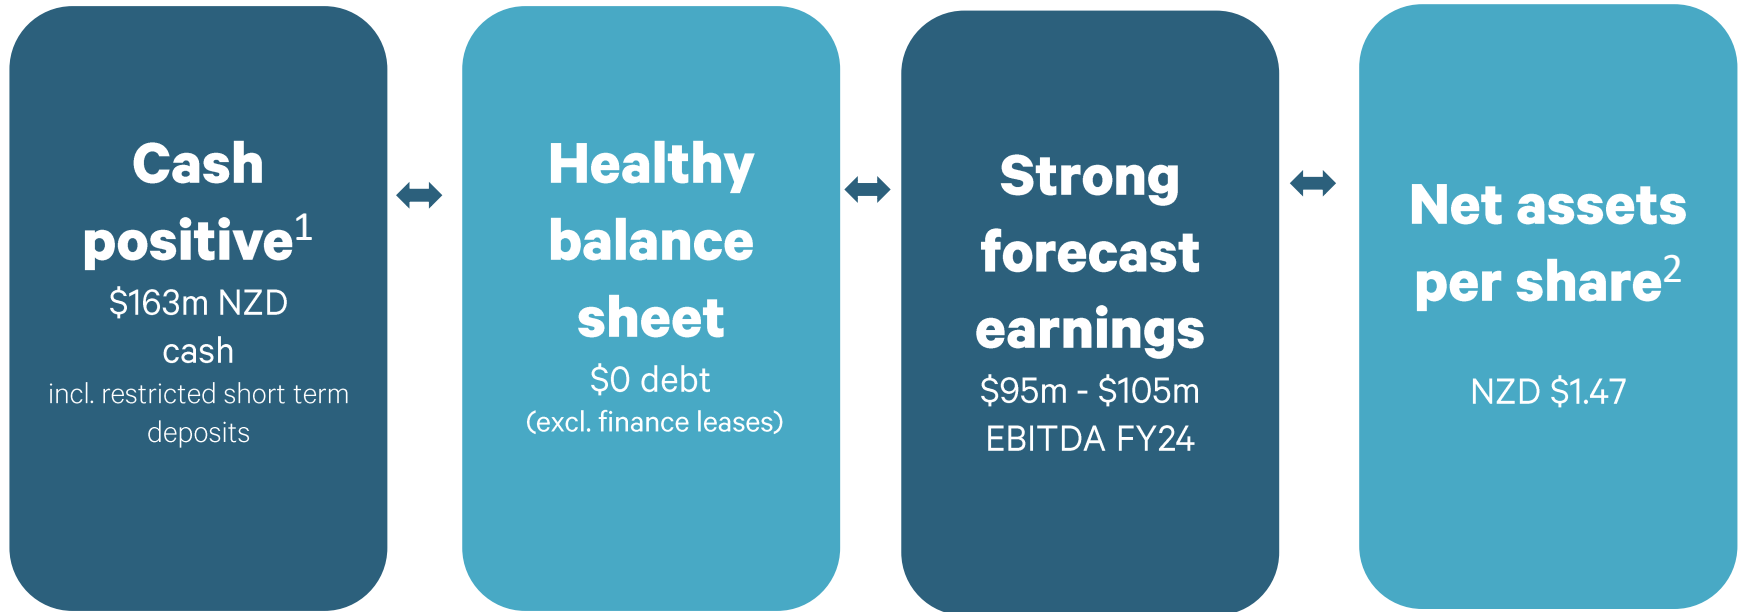 Cash
positive1
$163m NZD
cash
incl. restricted short term
deposits
Healthy
balance
sheet
$0 debt
(excl. finance leases)
Strong
forecast
earnings
$95m - $105m
EBITDA FY24
Net assets
per share2
NZD $1.47